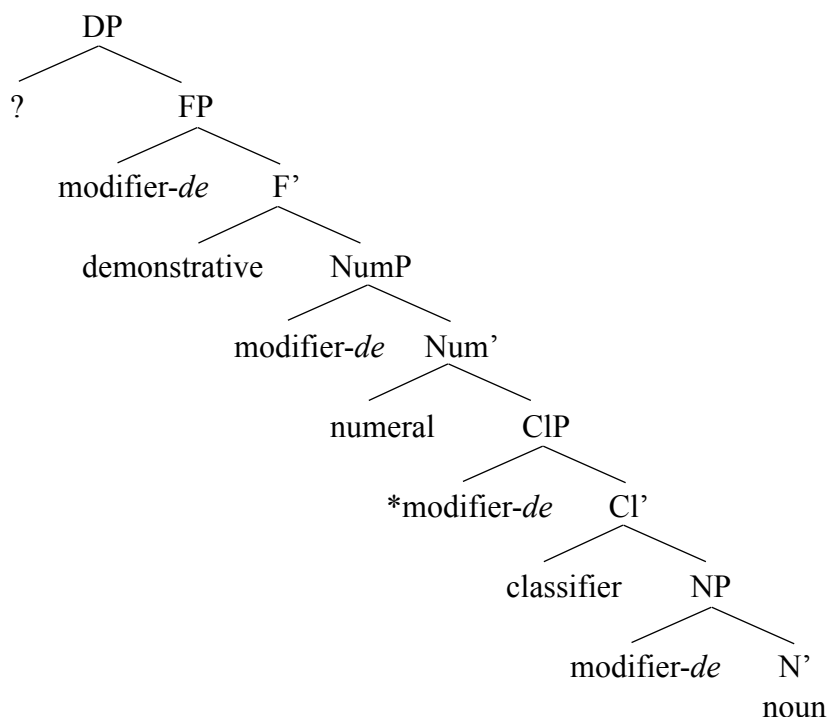 DP
? FP
modifier-de F’
demonstrative NumP
modifier-de Num’
numeral ClP
*modifier-de Cl’
classifier NP
modifier-de N’
noun